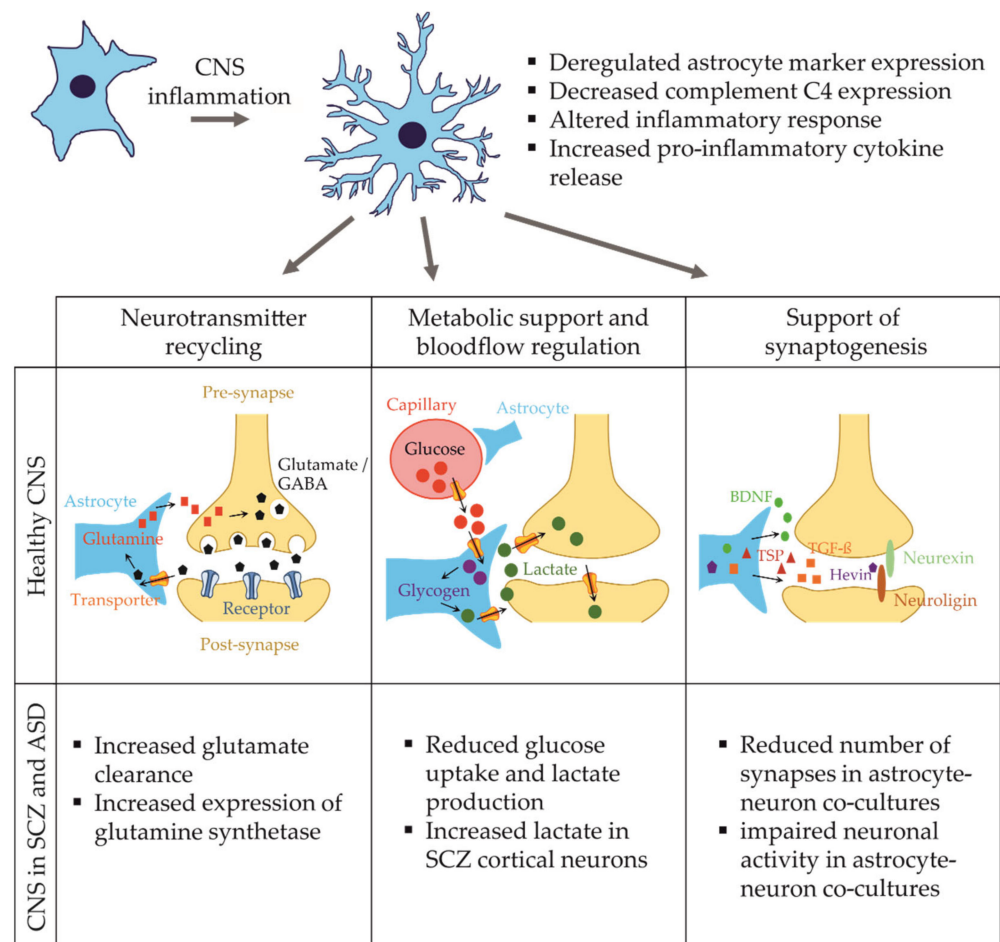 CNS
inflammation
▪ Deregulated astrocyte marker expression
▪ Decreased complement C4 expression
▪ Altered inflammatory response
▪ Increased pro-inflammatory cytokine
release
Neurotransmitter
recycling
Metabolic support and
bloodflow regulation
Support of
synaptogenesis
Healthy CNS
Pre-synapse
Glutamate /
GABA
Astrocyte
Glutamine
Transporter
Receptor
Post-synapse
Capillary
Astrocyte
Glucose
Glycogen
Lactate
BDNF
TSP
TGF-ß
Hevin
Neurexin
Neuroligin
CNS in SCZ and ASD
▪ Increased glutamate
clearance
▪ Increased expression of
glutamine synthetase
▪ Reduced glucose
uptake and lactate
production
▪ Increased lactate in
SCZ cortical neurons
▪ Reduced number of
synapses in astrocyte-
neuron co-cultures
▪ impaired neuronal
activity in astrocyte-
neuron co-cultures